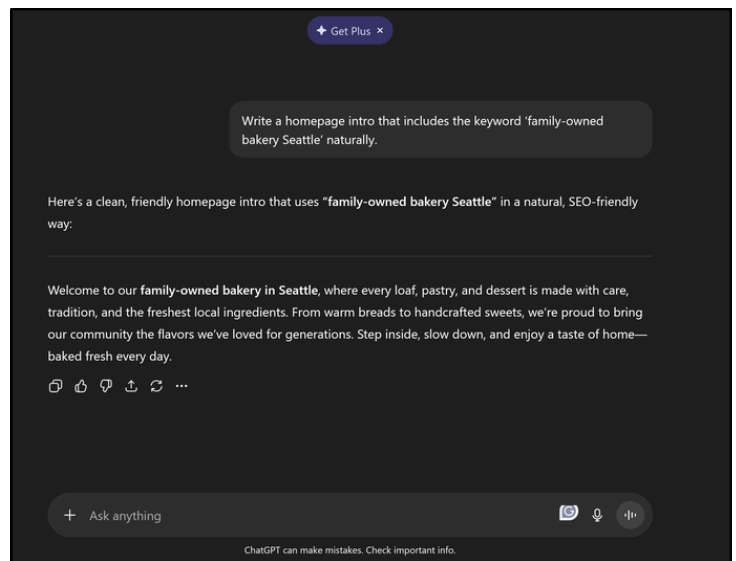 Get Plus ×
Write a homepage intro that includes the keyword ‘family-owned
bakery Seattle’ naturally.
Here’s a clean, friendly homepage intro that uses “family-owned bakery Seattle” in a natural, SEO-friendly
way:
Welcome to our family-owned bakery in Seattle, where every loaf, pastry, and dessert is made with care,
tradition, and the freshest local ingredients. From warm breads to handcrafted sweets, we’re proud to bring
our community the flavors we’ve loved for generations. Step inside, slow down, and enjoy a taste of home—
baked fresh every day.
Ask anything
ChatGPT can make mistakes. Check important info.